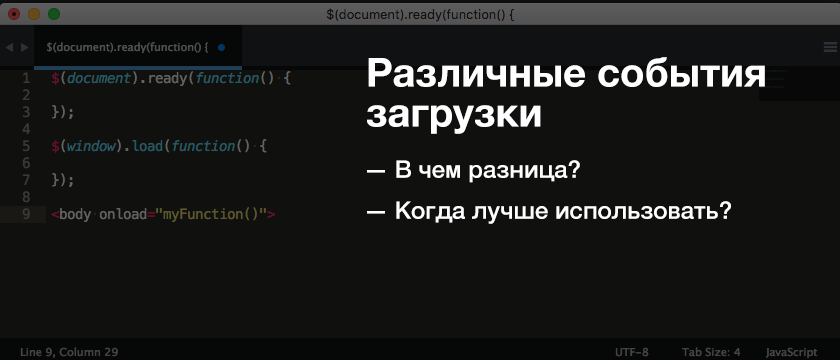 $(document).ready(function() {
$(document).ready(function() {
Различные события
загрузки
— В чем разница?
— Когда лучше использовать?
1 $(document).ready(function() {
2
3 });
4
5 $(window).load(function() {
6
7 });
8
9 <body onload="myFunction()">
Line 9, Column 29
UTF-8
Tab Size: 4
JavaScript